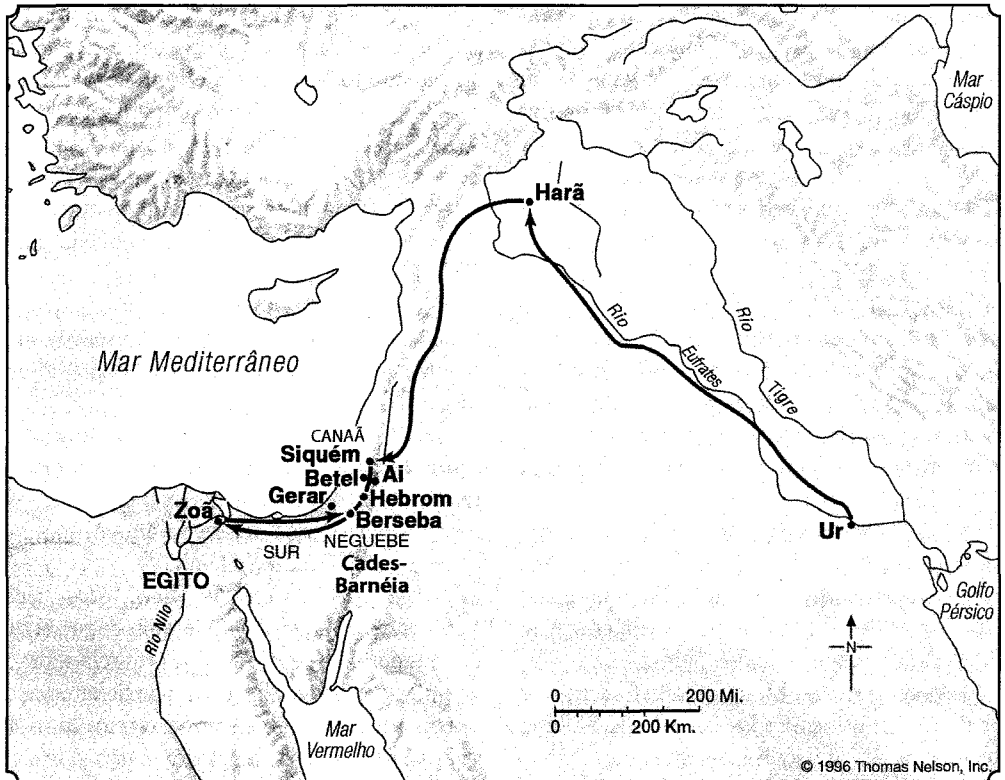 Mar
Cáspio
Harã
Rio
Eufrates
Rio
Tigre
Mar Mediterrâneo
CANAÃ
Siquém
Betel
Ai
Gerar
Hebrom
Zoã
Berseba
Ur
SUR
NEGUEBE
Cades-
Barnéia
EGITO
Rio Nilo
Golfo
Pérsico
N
0 200 Mi.
0 200 Km.
Mar
Vermelho
© 1996 Thomas Nelson, Inc.